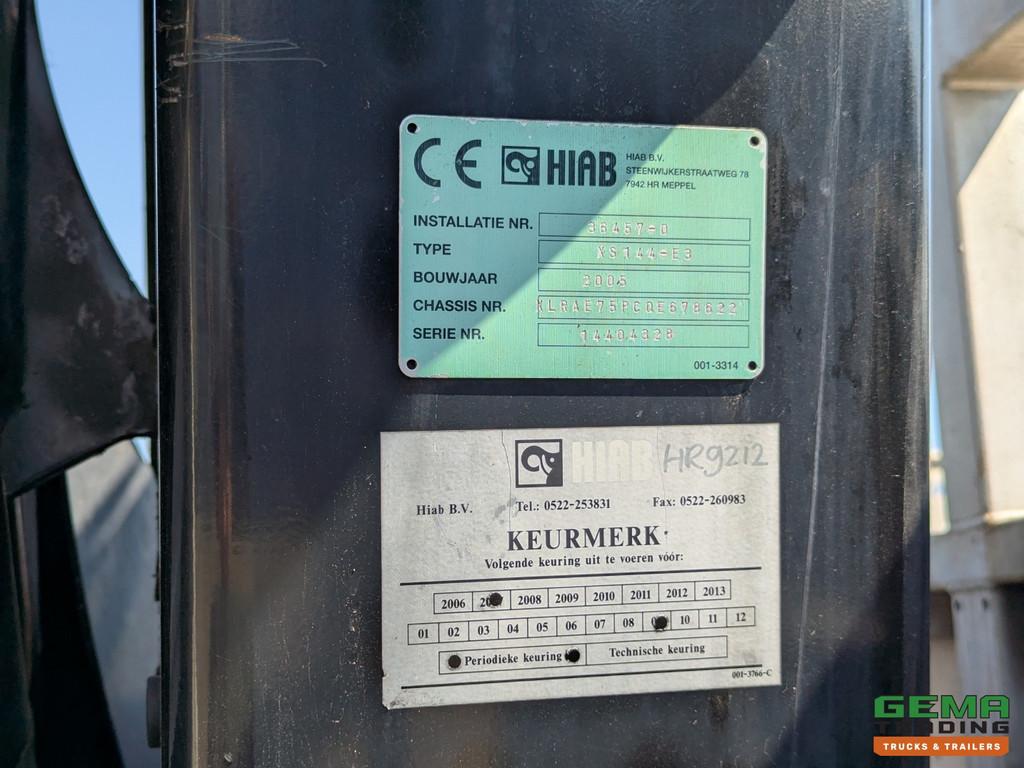 CE HIAB
HIAB B.V.
STEENWIJKERSTRAATWEG 78
7942 HR MEPPEL
INSTALLATIE NR. 36457-0
TYPE XS144-E3
BOUWJAAR 2005
CHASSIS NR. XLRAE75PC0E678622
SERIE NR. 14404328
001-3314
HIAB HR9212
Hiab B.V. Tel.: 0522-253831 Fax: 0522-260983
KEURMERK
Volgende keuring uit te voeren vóór:
2006 2008 2009 2010 2011 2012 2013
01 02 03 04 05 06 07 08 10 11 12
Periodieke keuring Technische keuring
001-3766-C
GEMA
TRADING
TRUCKS & TRAILERS